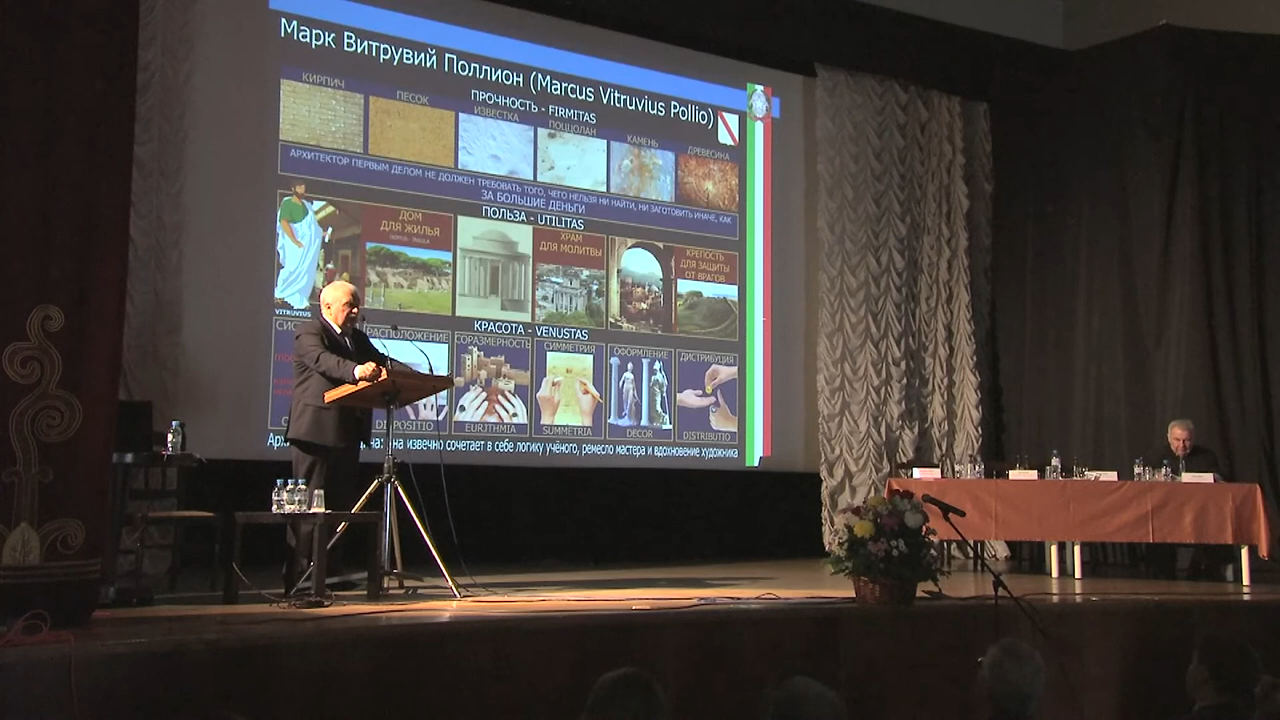 Марк Витрувий Поллион (Marcus Vitruvius Pollio)
ПРОЧНОСТЬ - FIRMITAS
КИРПИЧ
ПЕСОК
ИЗВЕСТКА
ПОЦЦОЛАН
КАМЕНЬ
ДРЕВЕСИНА
АРХИТЕКТОР ПЕРВЫМ ДЕЛОМ НЕ ДОЛЖЕН ТРЕБОВАТЬ ТОГО, ЧЕГО НЕЛЬЗЯ НИ НАЙТИ, НИ ЗАГОТОВИТЬ ИНАЧЕ, КАК
ЗА БОЛЬШИЕ ДЕНЬГИ
ПОЛЬЗА - UTILITAS
ДОМ
ДЛЯ ЖИЛЬЯ
ХРАМ
ДЛЯ МОЛИТВЫ
КРЕПОСТЬ
ДЛЯ ЗАЩИТЫ
ОТ ВРАГОВ
VITRUVIUS
КРАСОТА - VENUSTAS
РАСПОЛОЖЕНИЕ
СОРАЗМЕРНОСТЬ
СИММЕТРИЯ
ОФОРМЛЕНИЕ
ДИСТРИБУЦИЯ
DISPOSITIO
EURITHMIA
SUMMETRIA
DECOR
DISTRIBUTIO
на извечно сочетает в себе логику учёного, ремесло мастера и вдохновение художника